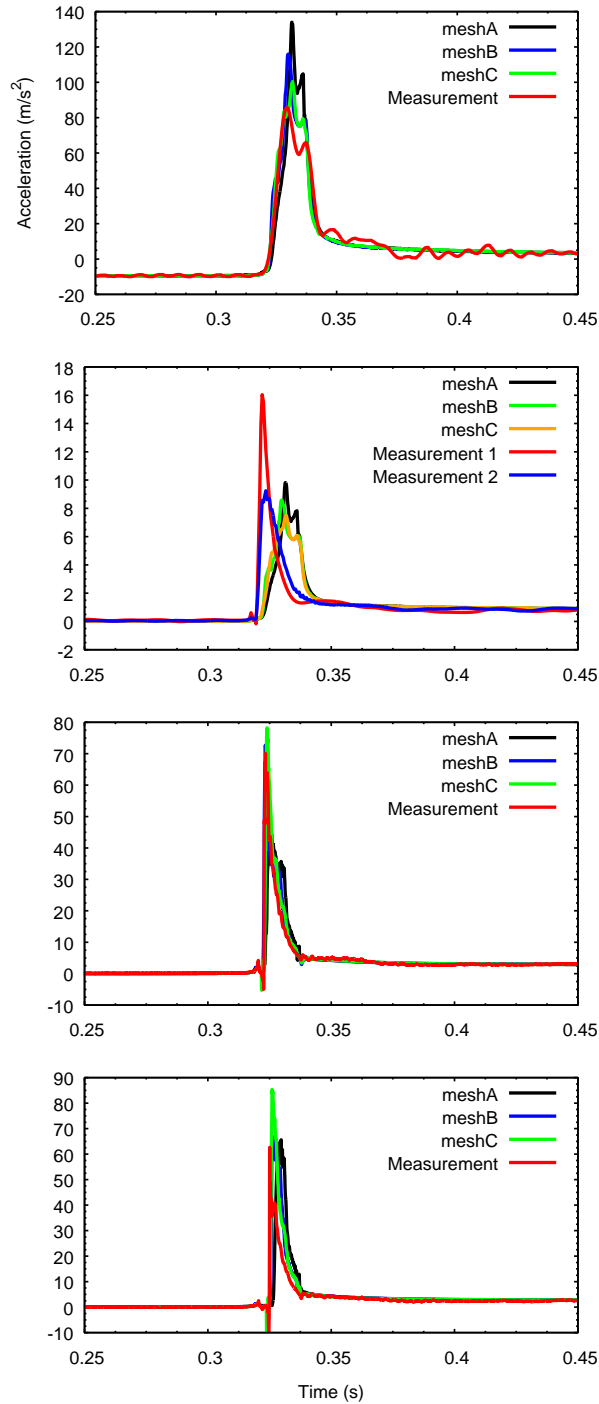 140
120
100
80
60
40
20
0
-20
Acceleration (m/s2)
meshA
meshB
meshC
Measurement
0.25 0.3 0.35 0.4 0.45
18
16
14
12
10
8
6
4
2
0
-2
meshA
meshB
meshC
Measurement 1
Measurement 2
0.25 0.3 0.35 0.4 0.45
80
70
60
50
40
30
20
10
0
-10
meshA
meshB
meshC
Measurement
0.25 0.3 0.35 0.4 0.45
90
80
70
60
50
40
30
20
10
0
-10
meshA
meshB
meshC
Measurement
0.25 0.3 0.35 0.4 0.45
Time (s)